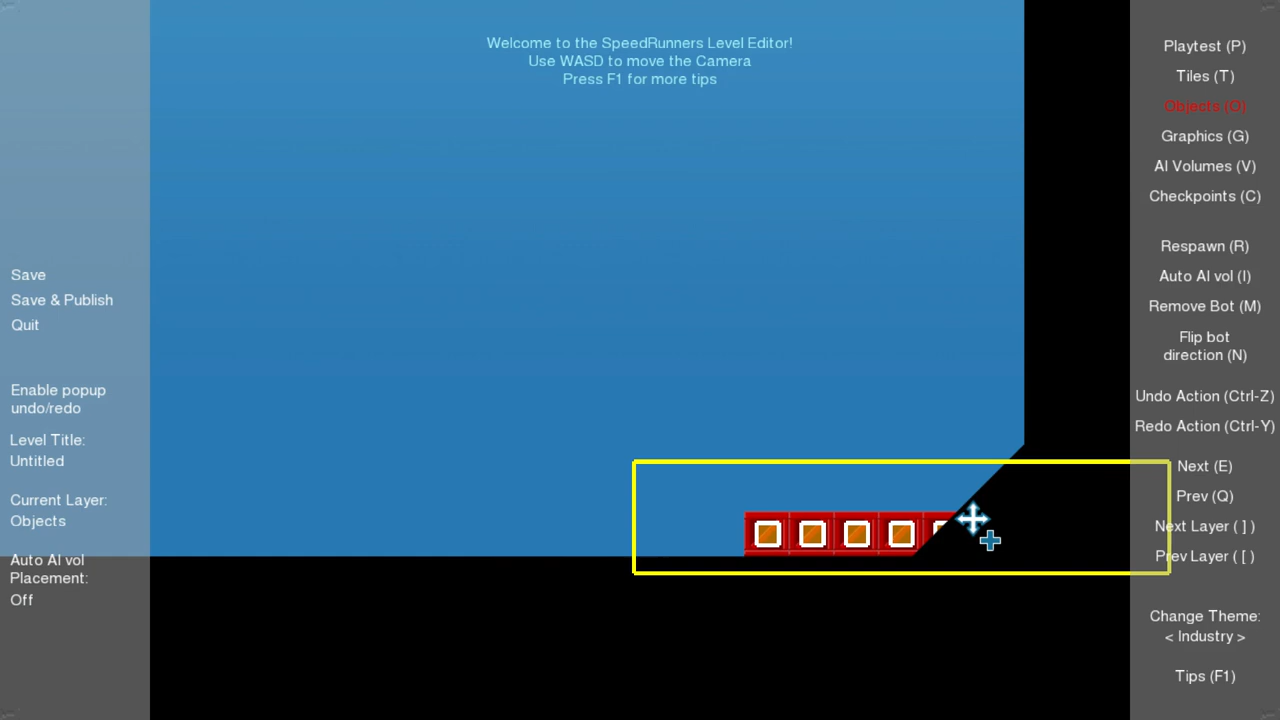 Welcome to the SpeedRunners Level Editor!
Use WASD to move the Camera
Press F1 for more tips
Save
Save & Publish
Quit
Enable popup
undo/redo
Level Title:
Untitled
Current Layer:
Objects
Auto AI vol
Placement:
Off
Playtest (P)
Tiles (T)
Objects (O)
Graphics (G)
AI Volumes (V)
Checkpoints (C)
Respawn (R)
Auto AI vol (I)
Remove Bot (M)
Flip bot
direction (N)
Undo Action (Ctrl-Z)
Redo Action (Ctrl-Y)
Next (E)
Prev (Q)
Next Layer ( ] )
Prev Layer ( [ )
Change Theme:
< Industry >
Tips (F1)